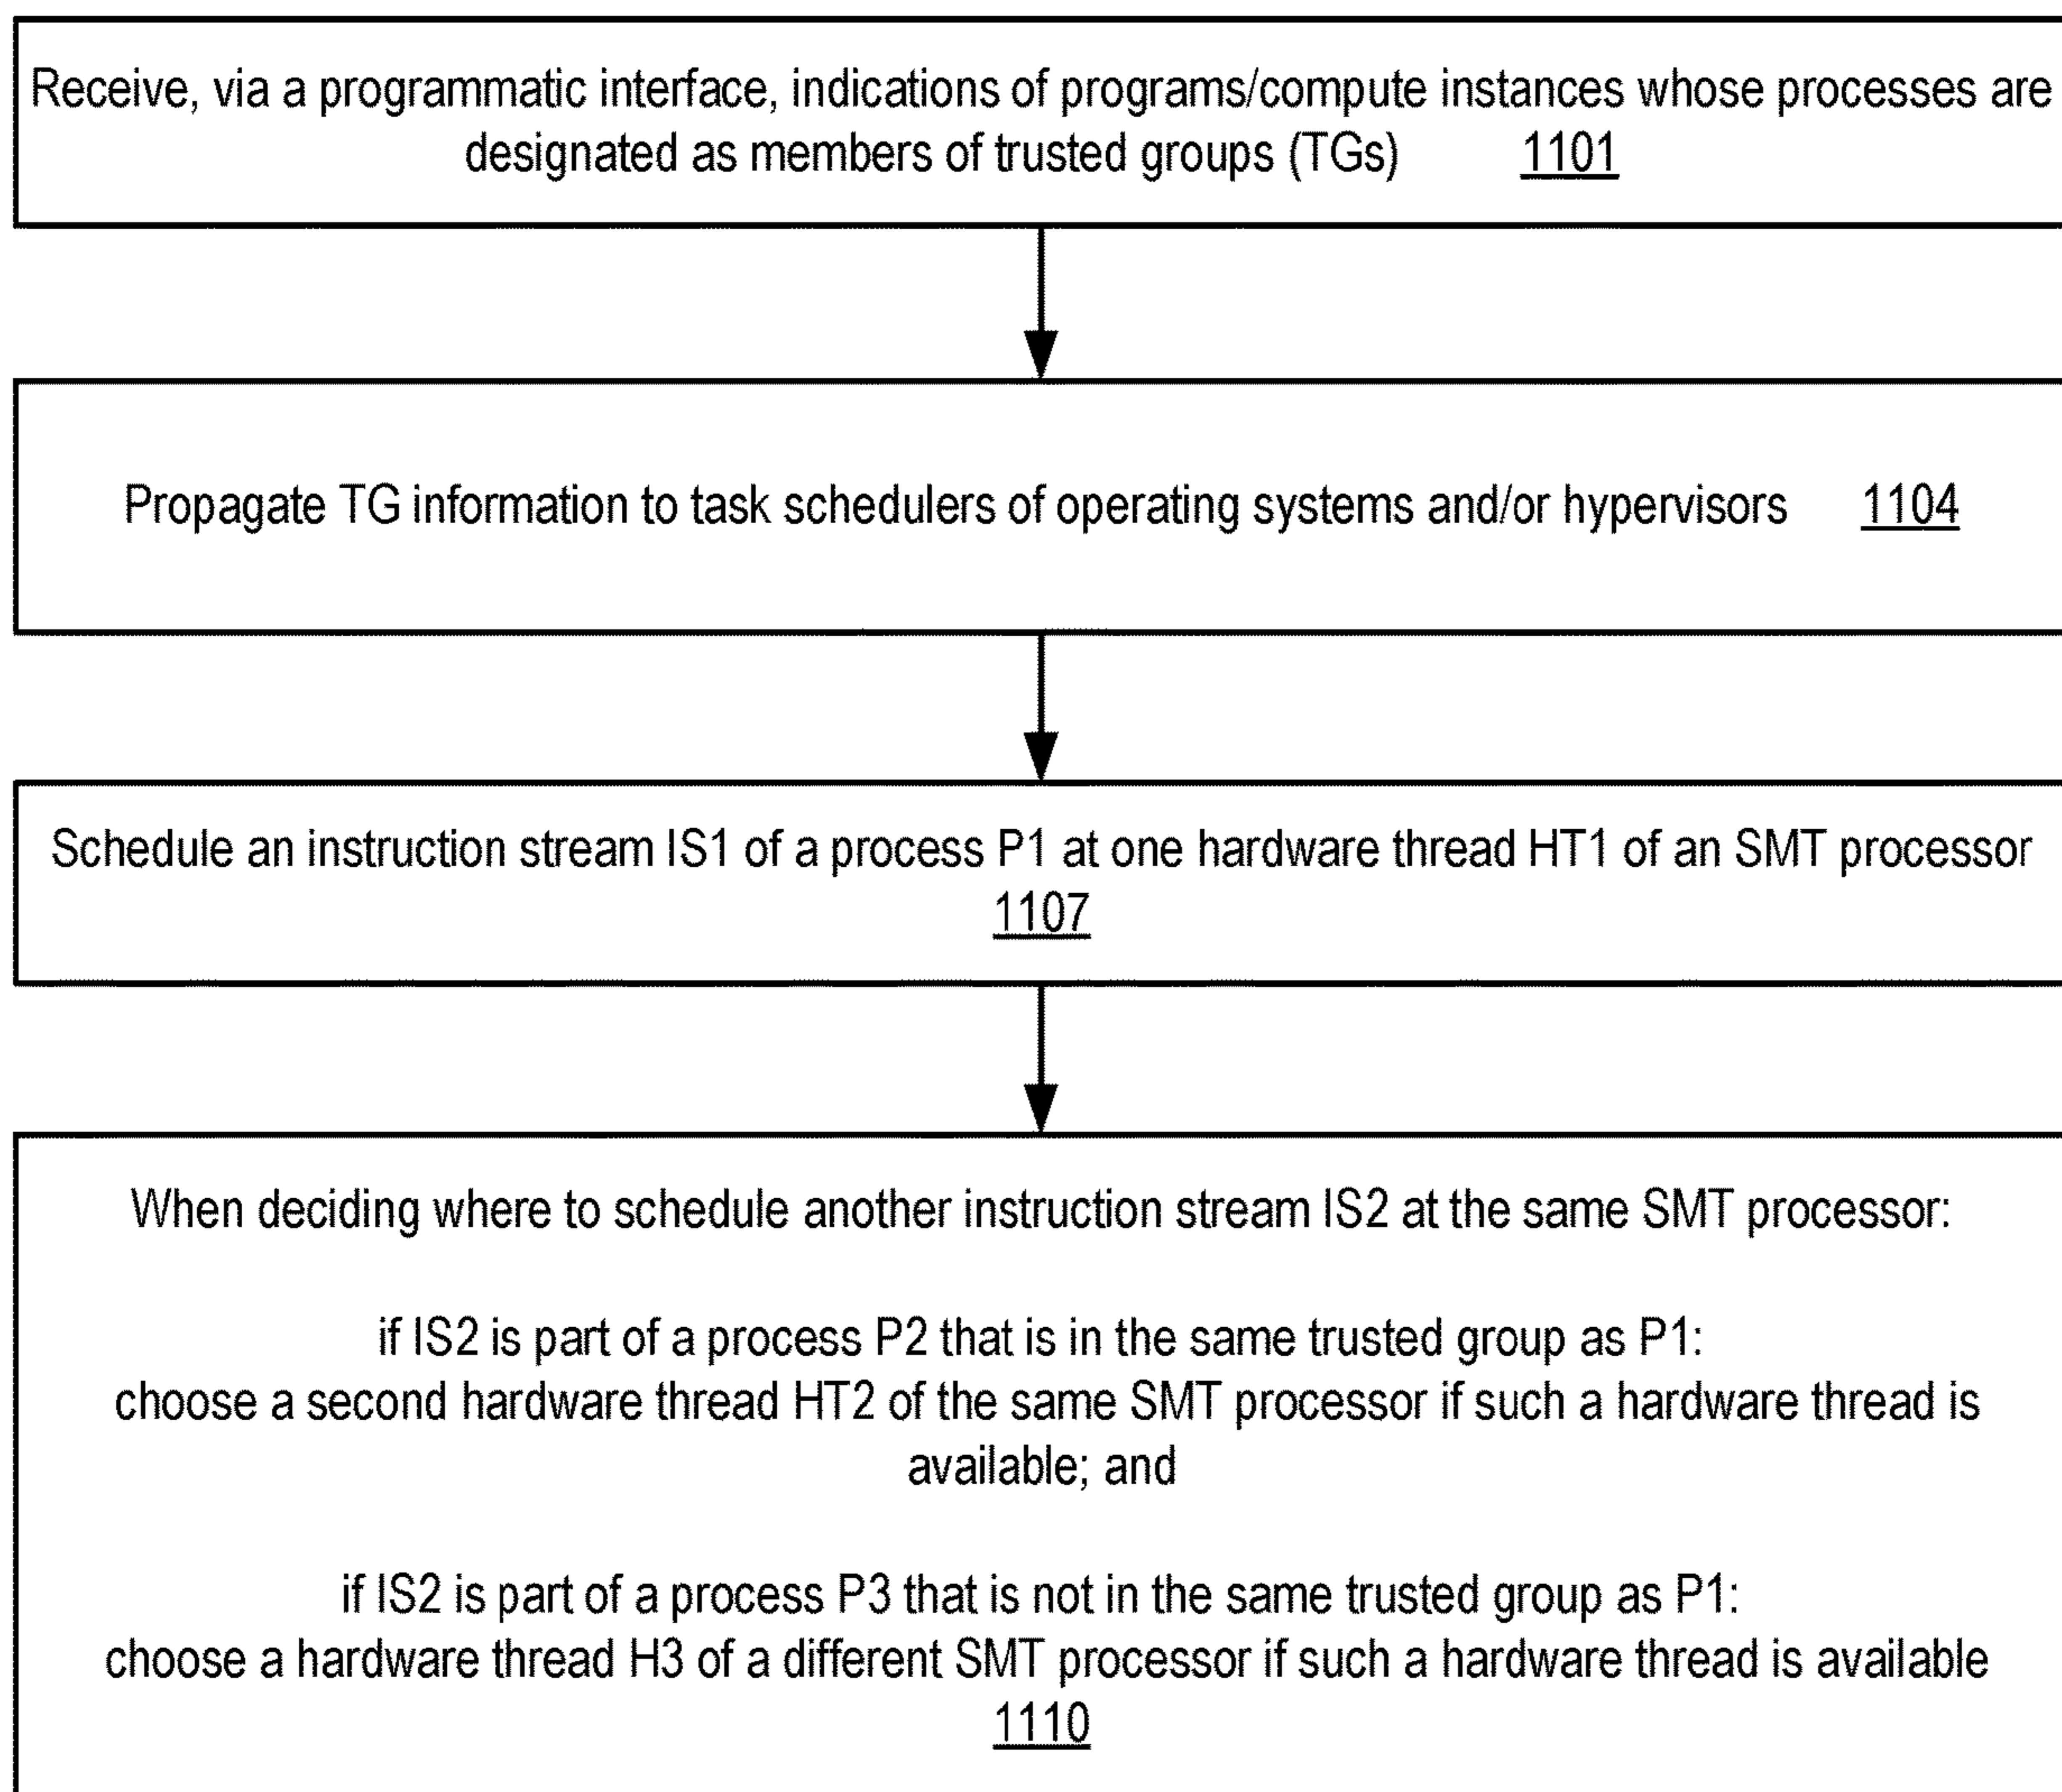 Receive, via a programmatic interface, indications of programs/compute instances whose processes are
designated as members of trusted groups (TGs) 1101
Propagate TG information to task schedulers of operating systems and/or hypervisors 1104
Schedule an instruction stream IS1 of a process P1 at one hardware thread HT1 of an SMT processor
1107
When deciding where to schedule another instruction stream IS2 at the same SMT processor:
if IS2 is part of a process P2 that is in the same trusted group as P1:
choose a second hardware thread HT2 of the same SMT processor if such a hardware thread is
available; and
if IS2 is part of a process P3 that is not in the same trusted group as P1:
choose a hardware thread H3 of a different SMT processor if such a hardware thread is available
1110